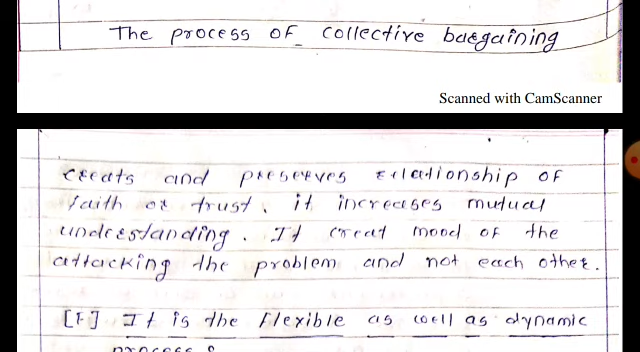 The process of collective bargaining
Scanned with CamScanner
creats and preserves relationship of
faith or trust. it increases mutual
understanding. It creat mood of the
attacking the problem and not each other.
[F] It is the flexible as well as dynamic
process :